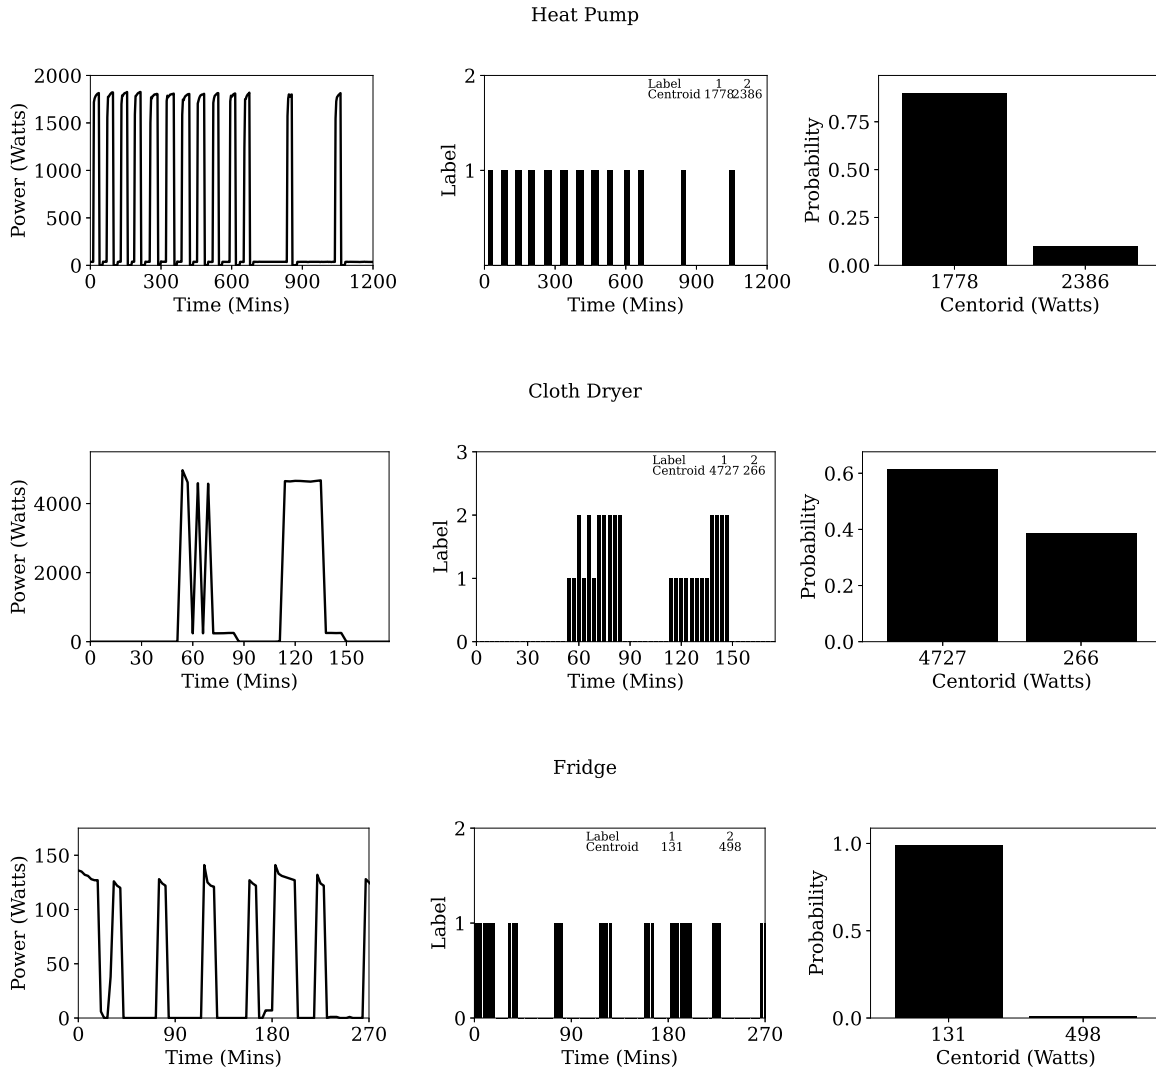 Heat Pump
Power (Watts)
2000
1500
1000
500
0
0 300 600 900 1200
Time (Mins)
Label
2
1
0
Label 1 2
Centroid 1778 2386
0 300 600 900 1200
Time (Mins)
Probability
0.75
0.50
0.25
0.00
1778 2386
Centorid (Watts)
Cloth Dryer
Power (Watts)
4000
2000
0
0 30 60 90 120 150
Time (Mins)
Label
3
2
1
0
Label 1 2
Centroid 4727 266
0 30 60 90 120 150
Time (Mins)
Probability
0.6
0.4
0.2
0.0
4727 266
Centorid (Watts)
Fridge
Power (Watts)
150
100
50
0
0 90 180 270
Time (Mins)
Label
2
1
0
Label 1 2
Centroid 131 498
0 90 180 270
Time (Mins)
Probability
1.0
0.5
0.0
131 498
Centorid (Watts)